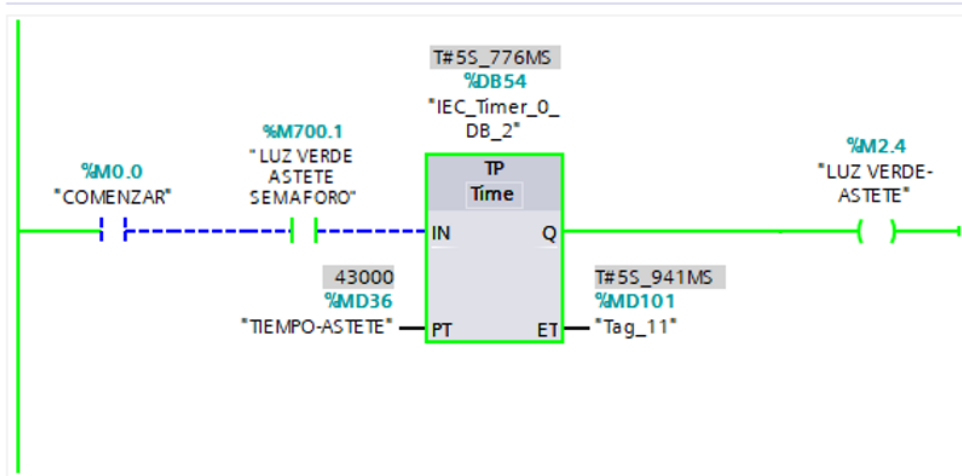 T#5S_776MS
%DB54
"IEC_Timer_0_
DB_2"
%M700.1
"LUZ VERDE
ASTETE
SEMAFORO"
%M0.0
"COMENZAR"
TP
Time
%M2.4
"LUZ VERDE-
ASTETE"
IN
Q
43000
%MD36
"TIEMPO-ASTETE"
PT
T#5S_941MS
%MD101
ET
"Tag_11"